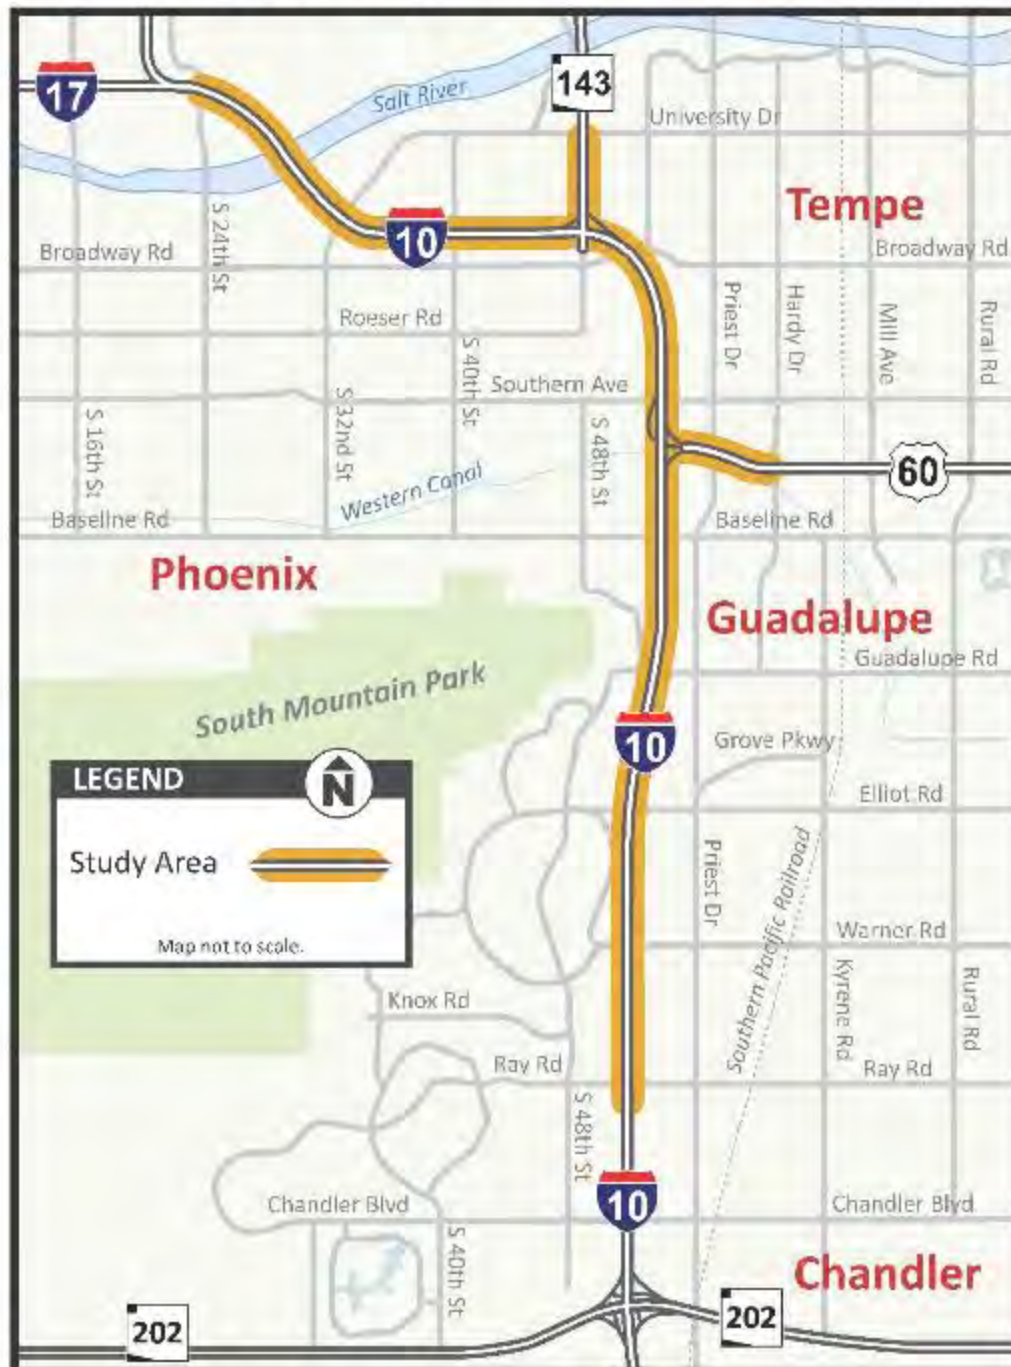 17
143
Salt River
University Dr
Tempe
S 24th St
10
Broadway Rd
Broadway Rd
Roeser Rd
Priest Dr
Hardy Dr
Mill Ave
Rural Rd
S 40th St
Southern Ave
S 16th St
S 32nd St
S 48th St
Western Canal
60
Baseline Rd
Baseline Rd
Phoenix
Guadalupe
Guadalupe Rd
South Mountain Park
10
Grove Pkwy
LEGEND
N
Elliot Rd
Study Area
Priest Dr
Southern Pacific Railroad
Map not to scale.
Warner Rd
Knox Rd
Kyrene Rd
Rural Rd
Ray Rd
Ray Rd
S 48th St
10
Chandler Blvd
Chandler Blvd
S 40th St
Chandler
202
202